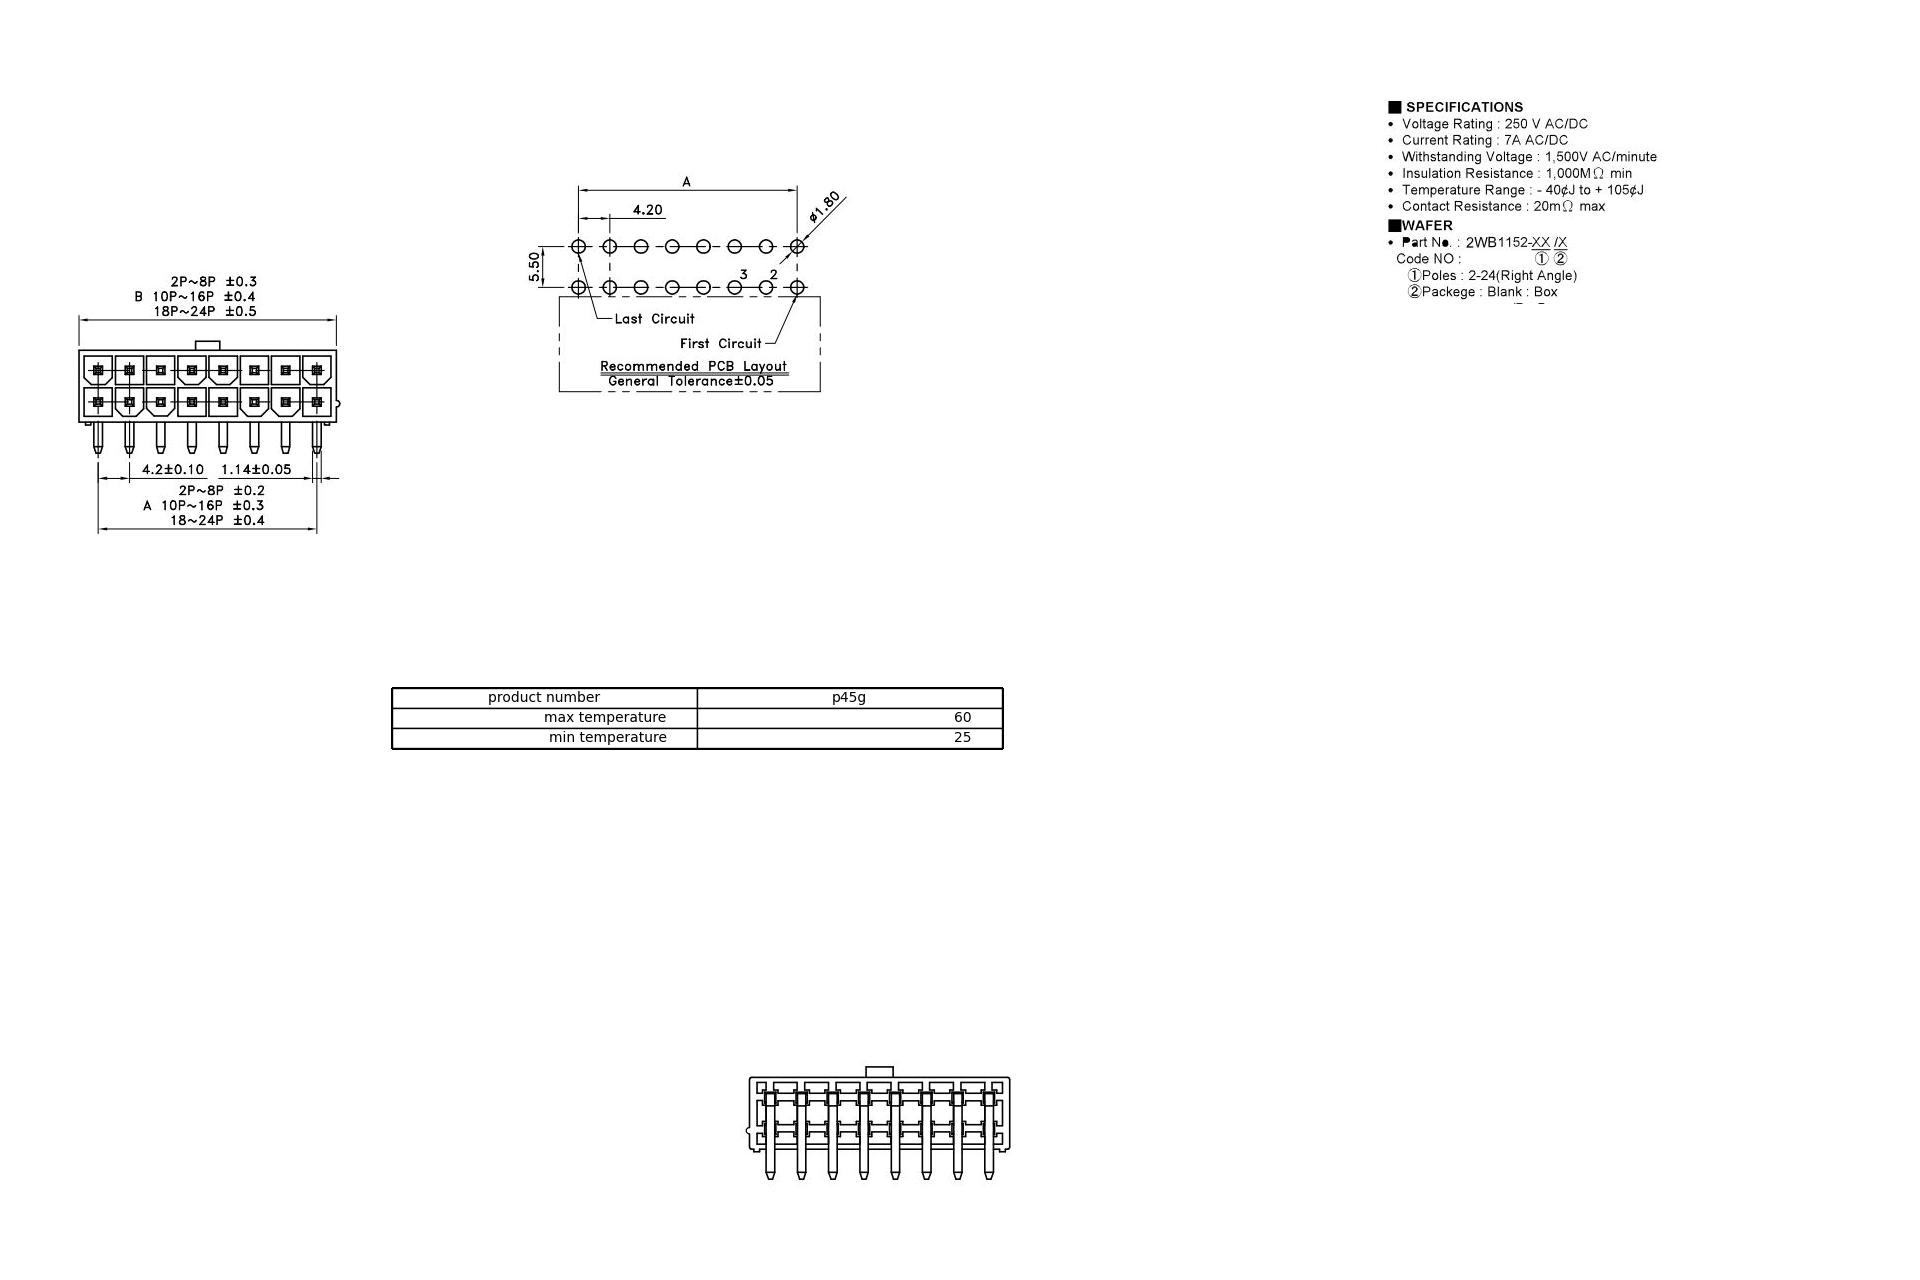 ■ SPECIFICATIONS
• Voltage Rating : 250 V AC/DC
• Current Rating : 7A AC/DC
• Withstanding Voltage : 1,500V AC/minute
• Insulation Resistance : 1,000MΩ min
• Temperature Range : - 40¢J to + 105¢J
• Contact Resistance : 20mΩ max
■WAFER
• Part No. : 2WB1152-XX /X
Code NO : ① ②
①Poles : 2-24(Right Angle)
②Packege : Blank : Box
A
4.20
ø1.80
5.50
3 2
Last Circuit
First Circuit
Recommended PCB Layout
General Tolerance±0.05
2P~8P ±0.3
B 10P~16P ±0.4
18P~24P ±0.5
4.2±0.10 1.14±0.05
2P~8P ±0.2
A 10P~16P ±0.3
18~24P ±0.4
product number p45g
max temperature 60
min temperature 25